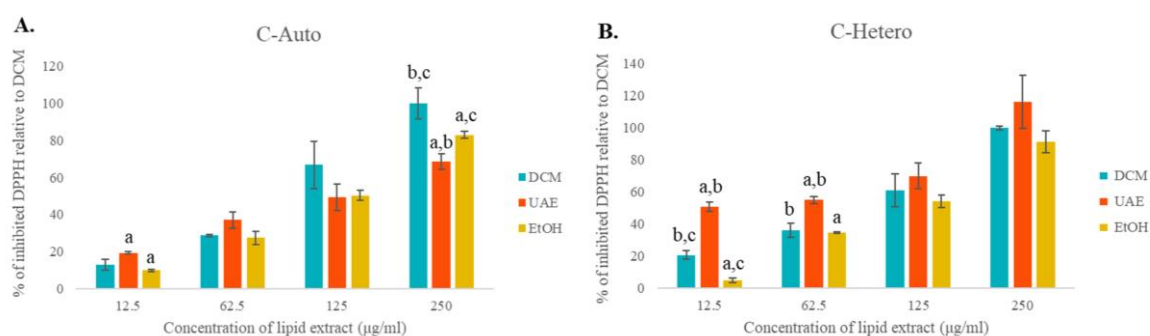 A.
C-Auto
% of inhibited DPPH relative to DCM
120
100
80
60
40
20
0
a
a
b,c
a,b
a,c
12.5
62.5
125
250
Concentration of lipid extract (µg/ml)
DCM
UAE
EtOH
B.
C-Hetero
% of inhibited DPPH relative to DCM
140
120
100
80
60
40
20
0
b,c
a,b
a,c
b
a,b
a
12.5
62.5
125
250
Concentration of lipid extract (µg/ml)
DCM
UAE
EtOH